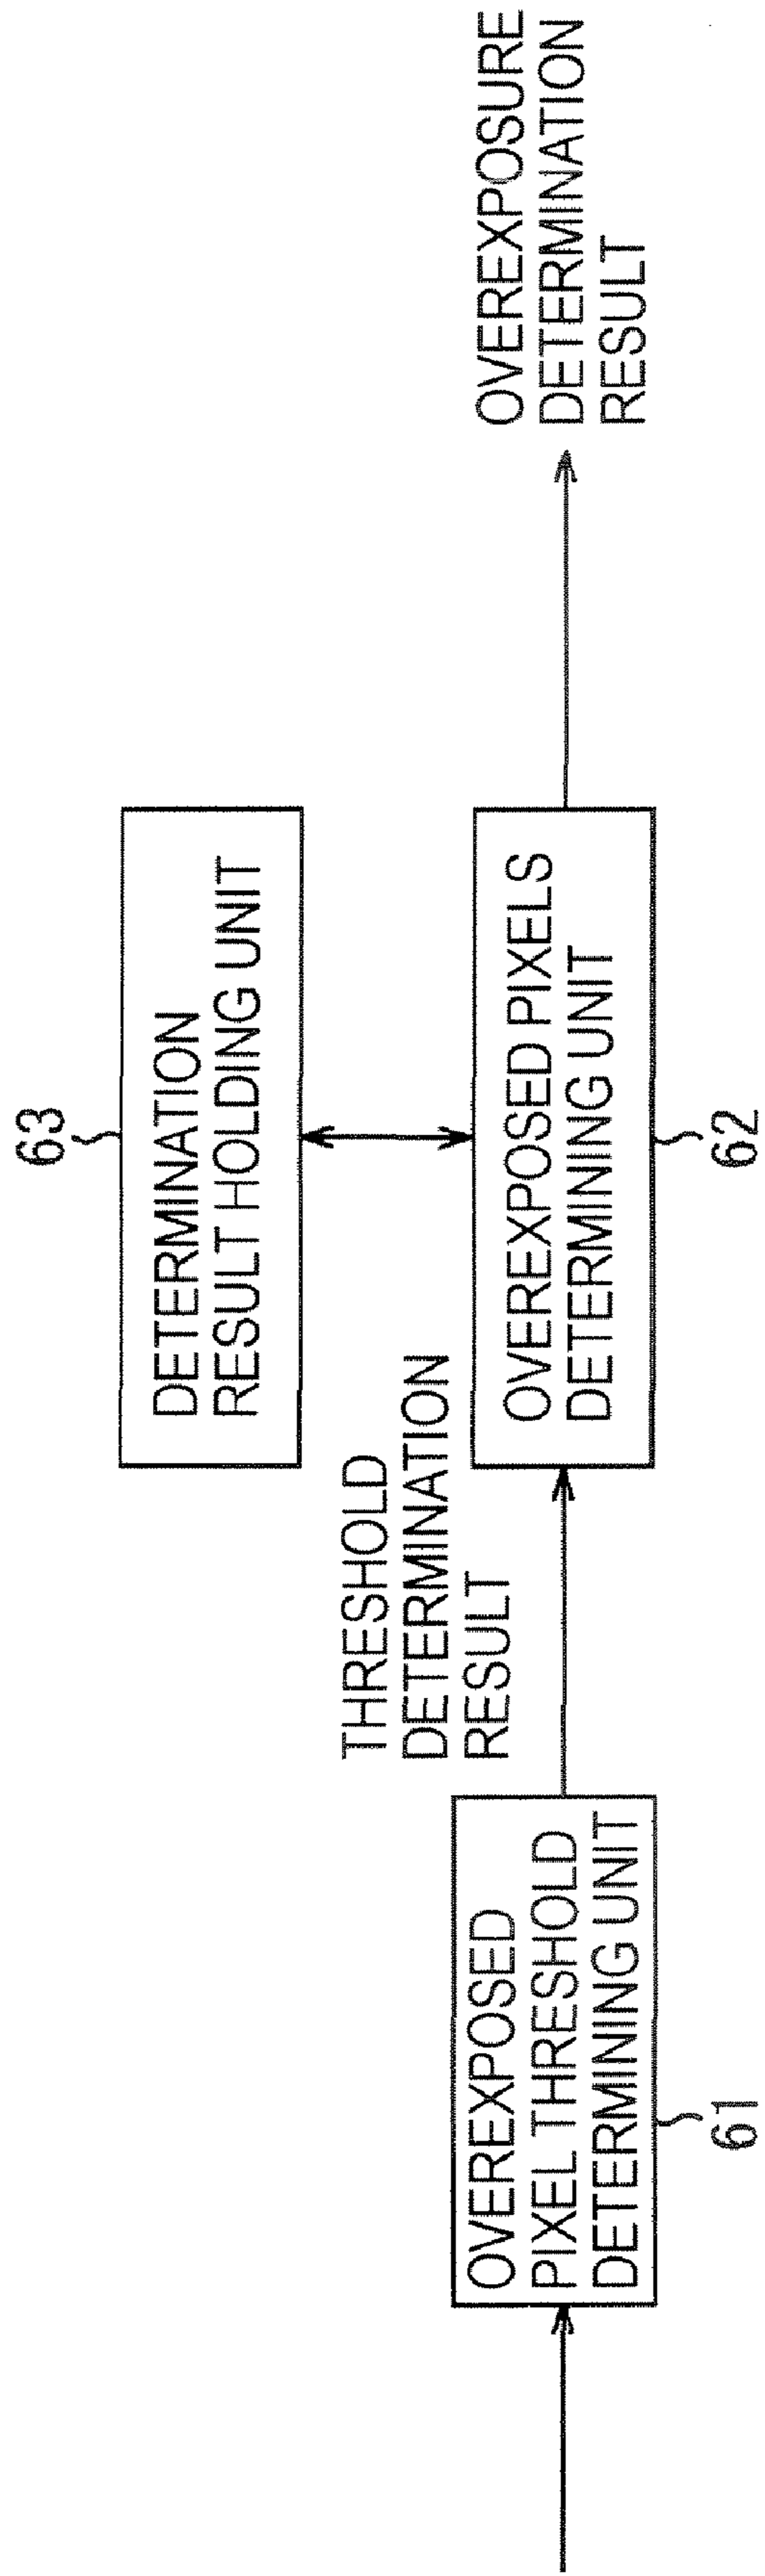 63
DETERMINATION
RESULT HOLDING UNIT
THRESHOLD
DETERMINATION
RESULT
OVEREXPOSED
PIXEL THRESHOLD
DETERMINING UNIT
61
OVEREXPOSED PIXELS
DETERMINING UNIT
62
OVEREXPOSURE
DETERMINATION
RESULT